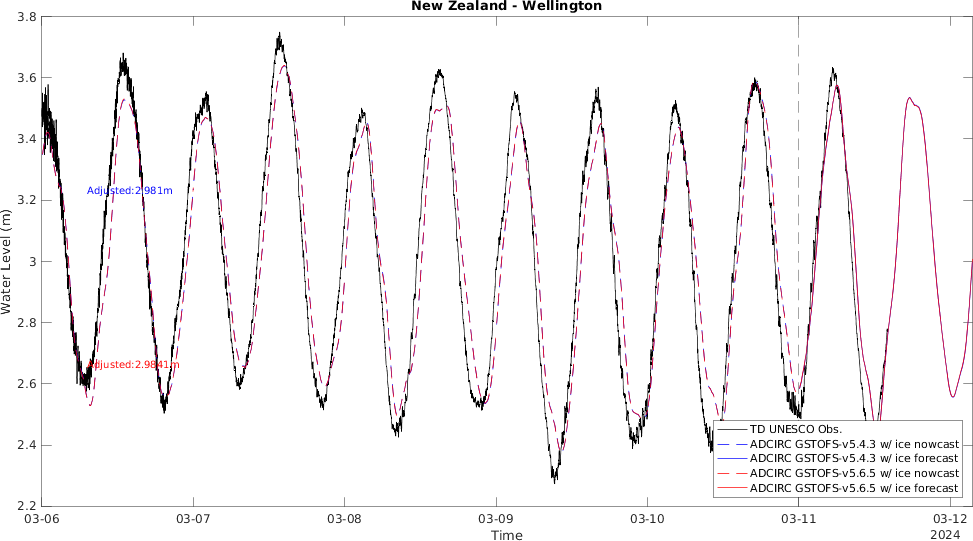 New Zealand - Wellington
3.8
3.6
3.4
3.2
3
2.8
2.6
2.4
2.2
Water Level (m)
Adjusted:2.981m
Adjusted:2.9841m
TD UNESCO Obs.
ADCIRC GSTOFS-v5.4.3 w/ ice nowcast
ADCIRC GSTOFS-v5.4.3 w/ ice forecast
ADCIRC GSTOFS-v5.6.5 w/ ice nowcast
ADCIRC GSTOFS-v5.6.5 w/ ice forecast
03-06 03-07 03-08 03-09 03-10 03-11 03-12
Time
2024